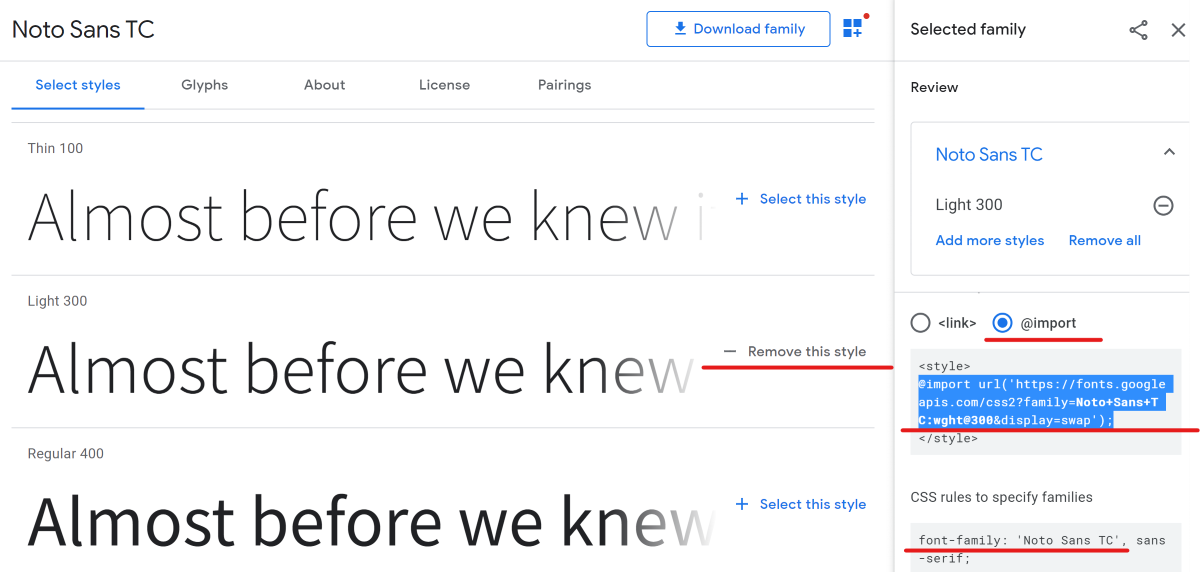 Noto Sans TC
Download family
Select styles
Glyphs
About
License
Pairings
Thin 100
Almost before we knew i
Select this style
Light 300
Almost before we knew
Remove this style
Regular 400
Almost before we knew
Select this style
Selected family
Review
Noto Sans TC
Light 300
Add more styles
Remove all
<link>
@import
<style>
@import url('https://fonts.google
apis.com/css2?family=Noto+Sans+T
C:wght@300&display=swap');
</style>
CSS rules to specify families
font-family: 'Noto Sans TC', sans
-serif;